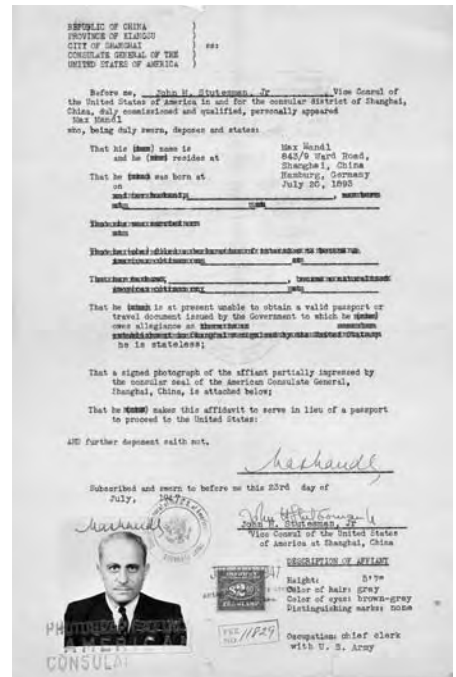 REPUBLIC OF CHINA )
PROVINCE OF KIANGSU )
CITY OF SHANGHAI ) ss:
CONSULATE GENERAL OF THE )
UNITED STATES OF AMERICA )
Before me, John M. Stutesman, Jr , Vice Consul of
the United States of America in and for the consular district of Shanghai,
China, duly commissioned and qualified, personally appeared
Max Mandl
who, being duly sworn, deposes and states:
That his name is Max Mandl
and he resides at 843/9 Ward Road,
Shanghai, China
That he was born at Hamburg, Germany
on July 20, 1893
That he is at present unable to obtain a valid passport or
travel document issued by the Government to which he
owes allegiance as
he is stateless;
That a signed photograph of the affiant partially impressed by
the consular seal of the American Consulate General,
Shanghai, China, is attached below;
That he makes this affidavit to serve in lieu of a passport
to proceed to the United States:
AND further deponent saith not.
Subscribed and sworn to before me this 23rd day of
July, 1947
John M. Stutesman, Jr
Vice Consul of the United States
of America at Shanghai, China
DESCRIPTION OF AFFIANT
Height: 5'7"
Color of hair: gray
Color of eyes: brown-gray
Distinguishing marks: none
Occupation: chief clerk
with U. S. Army
11829
AMERICAN
CONSULAR